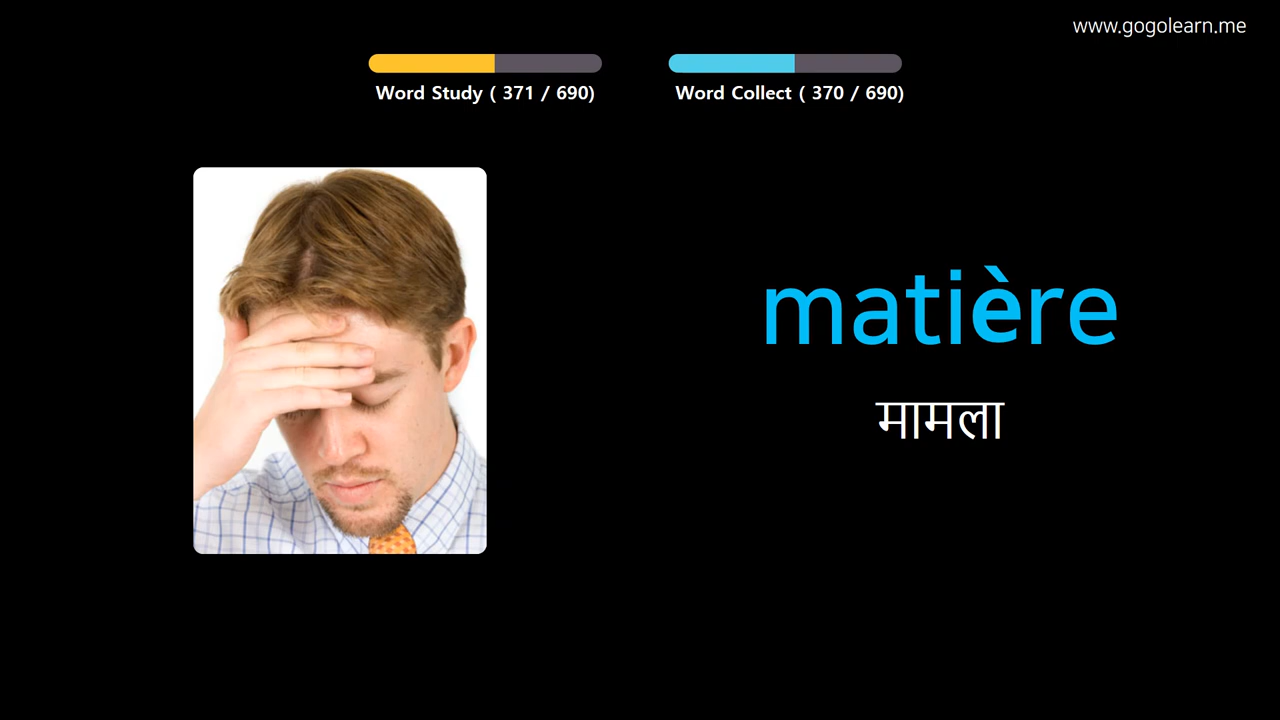 www.gogolearn.me
Word Study ( 371 / 690)
Word Collect ( 370 / 690)
matière
मामला